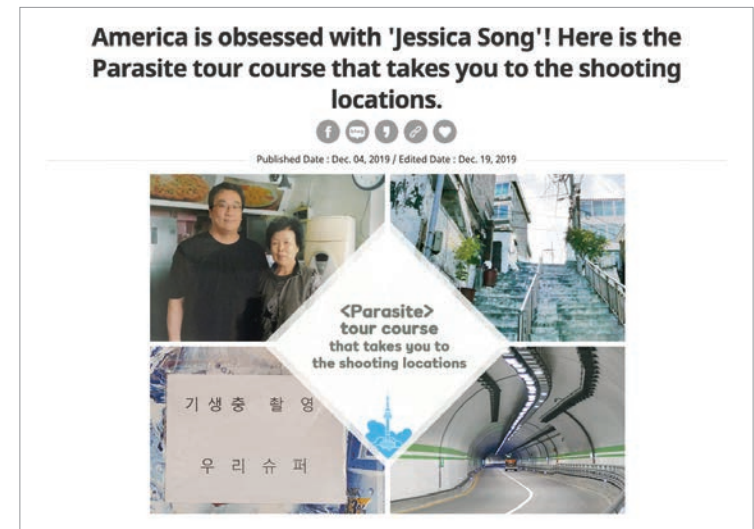 America is obsessed with 'Jessica Song'! Here is the
Parasite tour course that takes you to the shooting
locations.
Published Date : Dec. 04, 2019 / Edited Date : Dec. 19, 2019
<Parasite>
tour course
that takes you to
the shooting locations
기생충 촬영
우리슈퍼